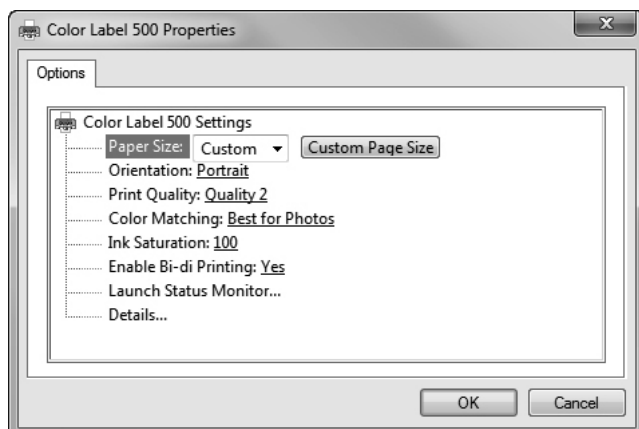 Color Label 500 Properties
Options
Color Label 500 Settings
Paper Size: Custom Custom Page Size
Orientation: Portrait
Print Quality: Quality 2
Color Matching: Best for Photos
Ink Saturation: 100
Enable Bi-di Printing: Yes
Launch Status Monitor...
Details...
OK Cancel